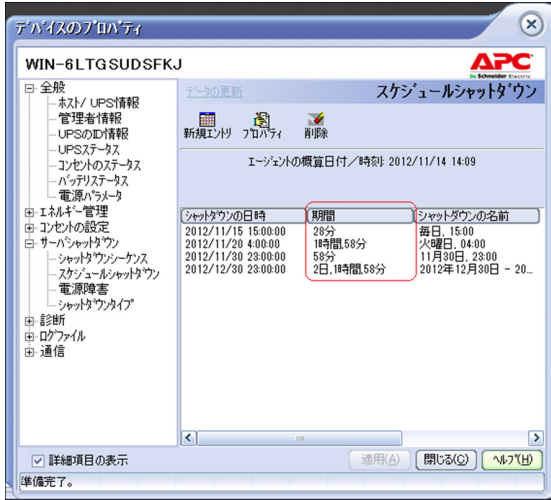 デバイスのプロパティ
WIN-6LTGSUDSFKJ
APC
by Schneider Electric
全般
ホスト/ UPS情報
管理者情報
UPSのID情報
UPSステータス
コンセントのステータス
バッテリステータス
電源パラメータ
エネルギー管理
コンセントの設定
サーバシャットダウン
シャットダウンシーケンス
スケジュールシャットダウン
電源障害
シャットダウンタイプ
診断
ログファイル
通信
データの更新
スケジュールシャットダウン
新規エントリ プロパティ 削除
エージェントの概算日付/時刻: 2012/11/14 14:09
シャットダウンの日時 期間 シャットダウンの名前
2012/11/15 15:00:00 28分 毎日, 15:00
2012/11/20 4:00:00 1時間,58分 火曜日, 04:00
2012/11/30 23:00:00 58分 11月30日, 23:00
2012/12/30 23:00:00 2日,1時間,58分 2012年12月30日 - 20...
詳細項目の表示
適用(A) 閉じる(C) ヘルプ(H)
準備完了。